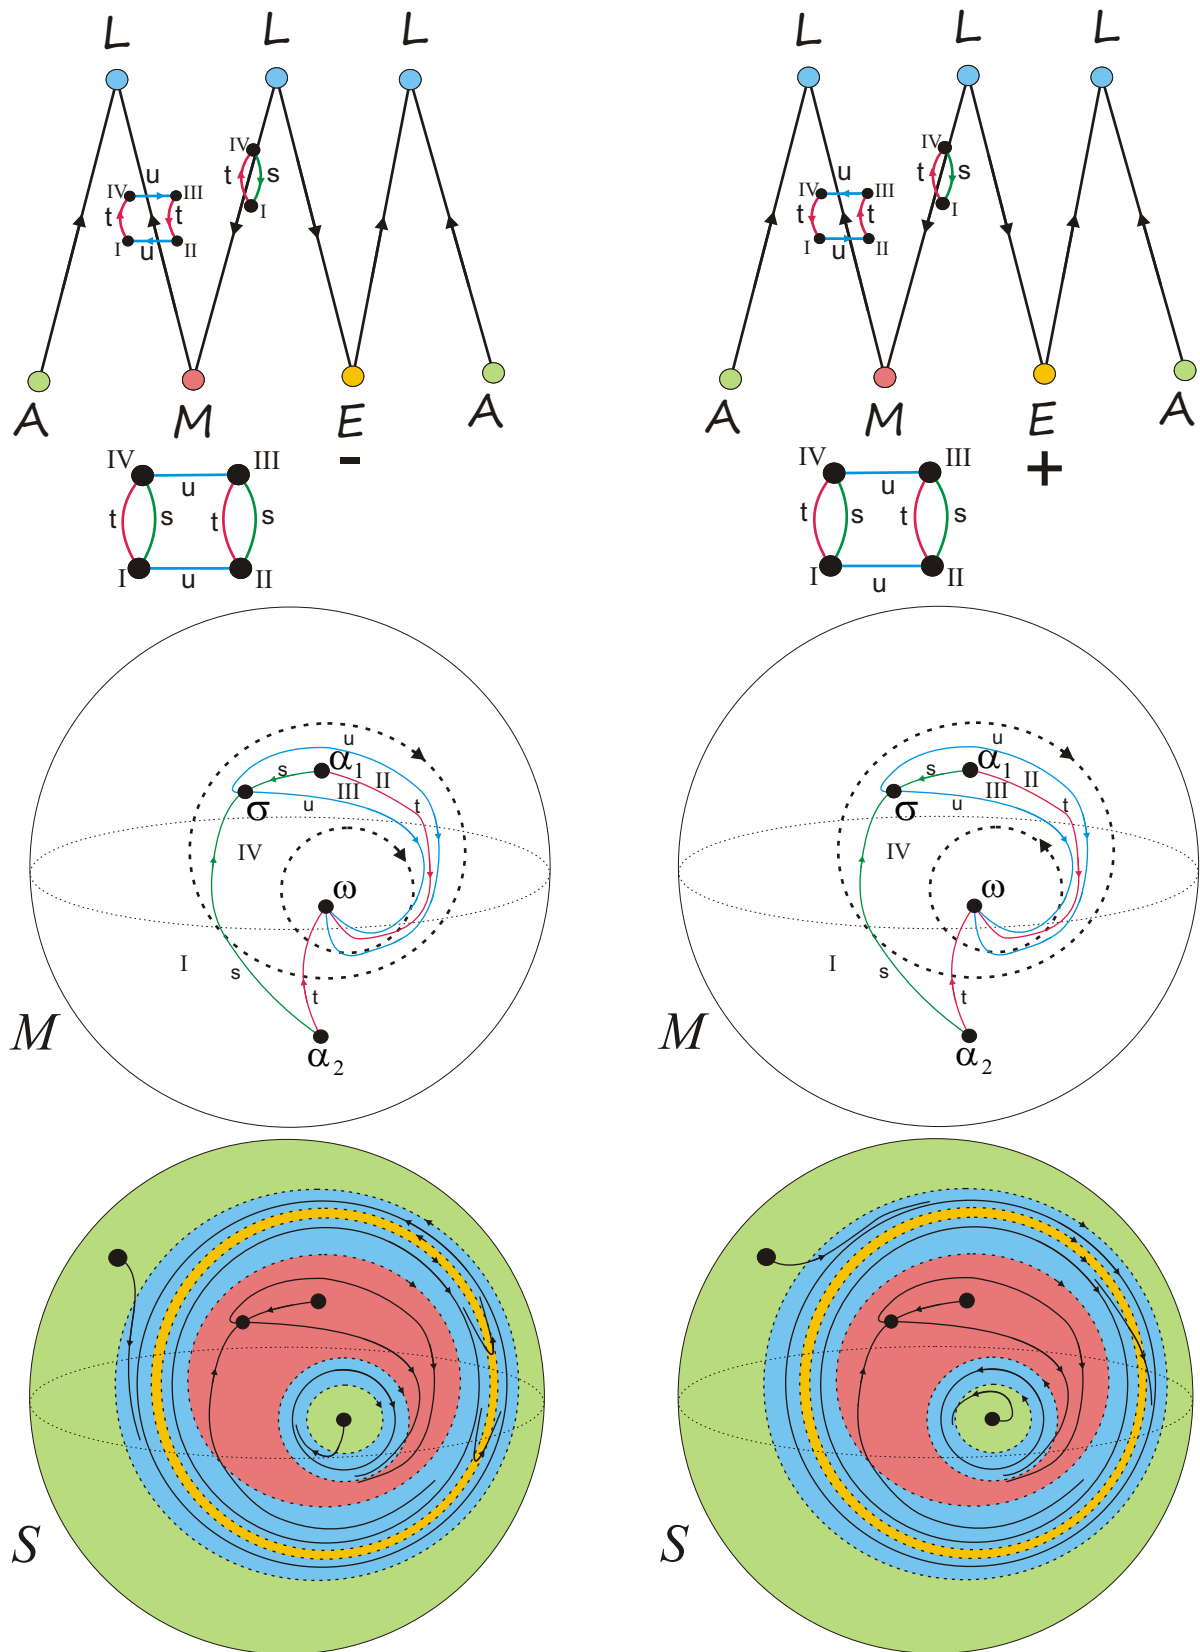 L L L L L L
IV IV
t s t s
u u
IV III I IV III I
t t t t
I II I II
u u
A M E A A M E A
- +
IV III IV III
u u
t s t s t s t s
I II I II
u u
u u
α1 α1
s II s II
III III
σ u t σ u t
IV IV
ω ω
I I
s s
t t
M M
α2 α2
S S